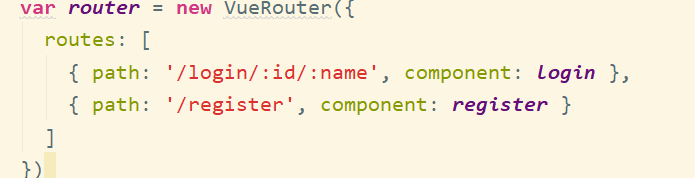 var router = new VueRouter({
routes: [
{ path: '/login/:id/:name', component: login },
{ path: '/register', component: register }
]
})